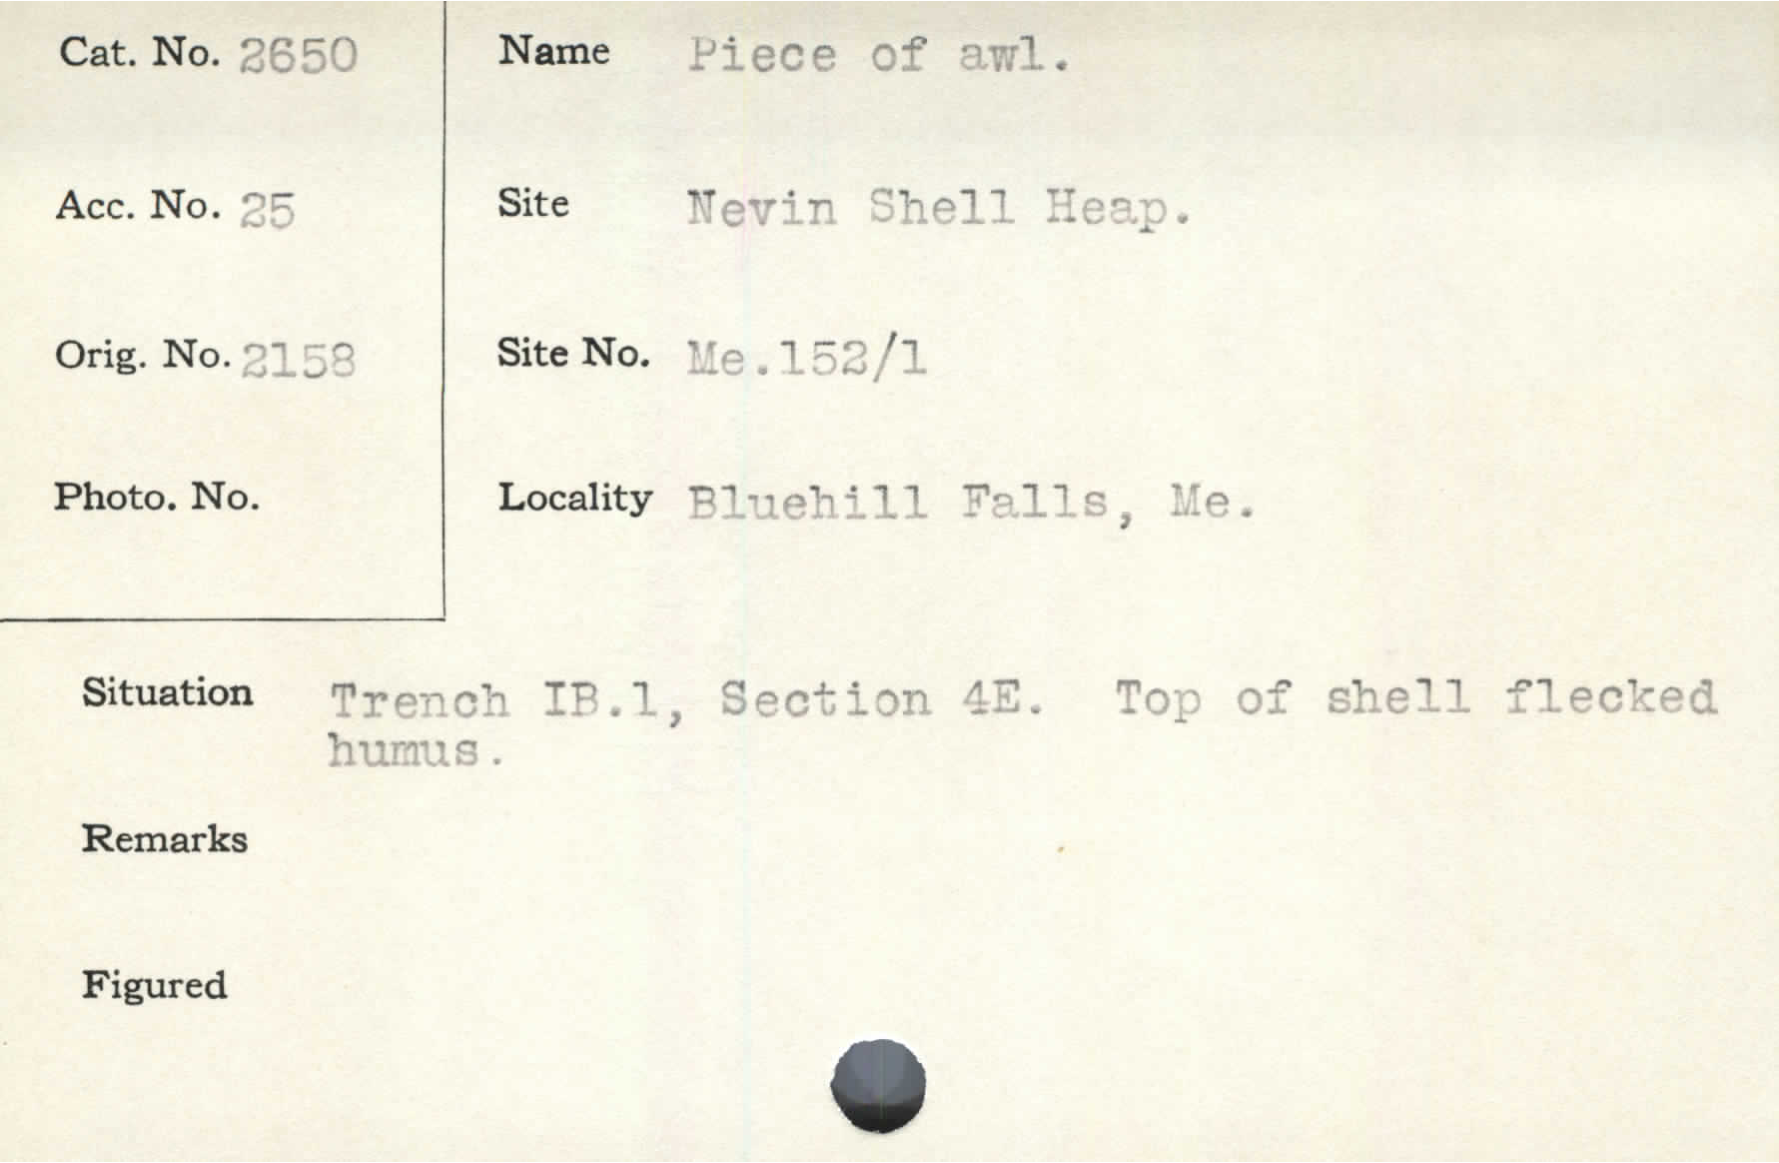 Cat. No. 2650
Name Piece of awl.
Acc. No. 25
Site Nevin Shell Heap.
Orig. No. 2158
Site No. Me.152/1
Photo. No.
Locality Bluehill Falls, Me.
Situation Trench IB.1, Section 4E. Top of shell flecked
humus.
Remarks
Figured